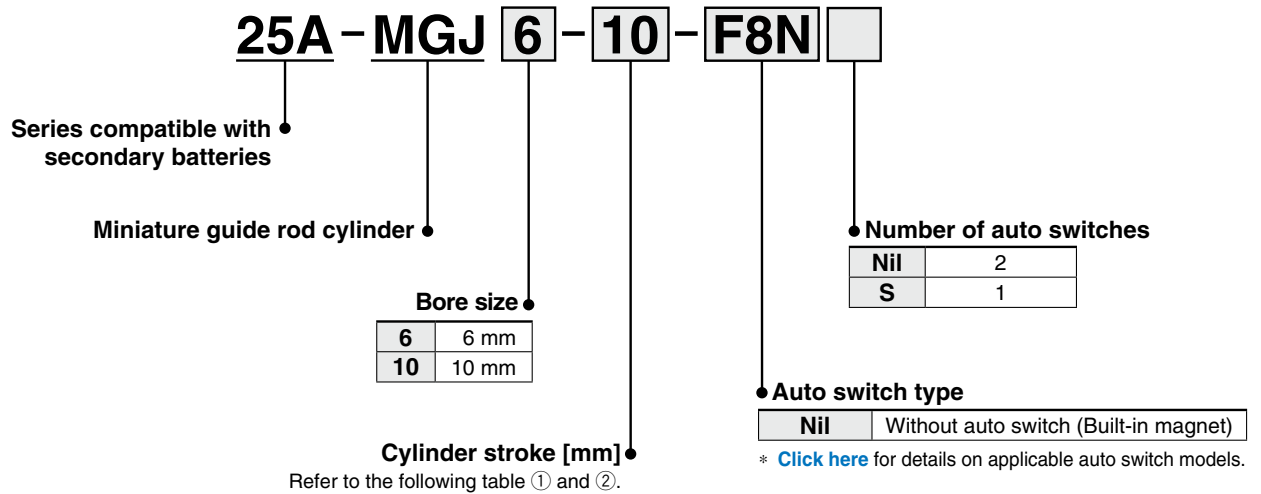 25A-MGJ 6-10-F8N
Series compatible with
secondary batteries
Miniature guide rod cylinder
Number of auto switches
Nil 2
S 1
Bore size
6 6 mm
10 10 mm
Auto switch type
Nil Without auto switch (Built-in magnet)
Cylinder stroke [mm]
* Click here for details on applicable auto switch models.
Refer to the following table ① and ②.